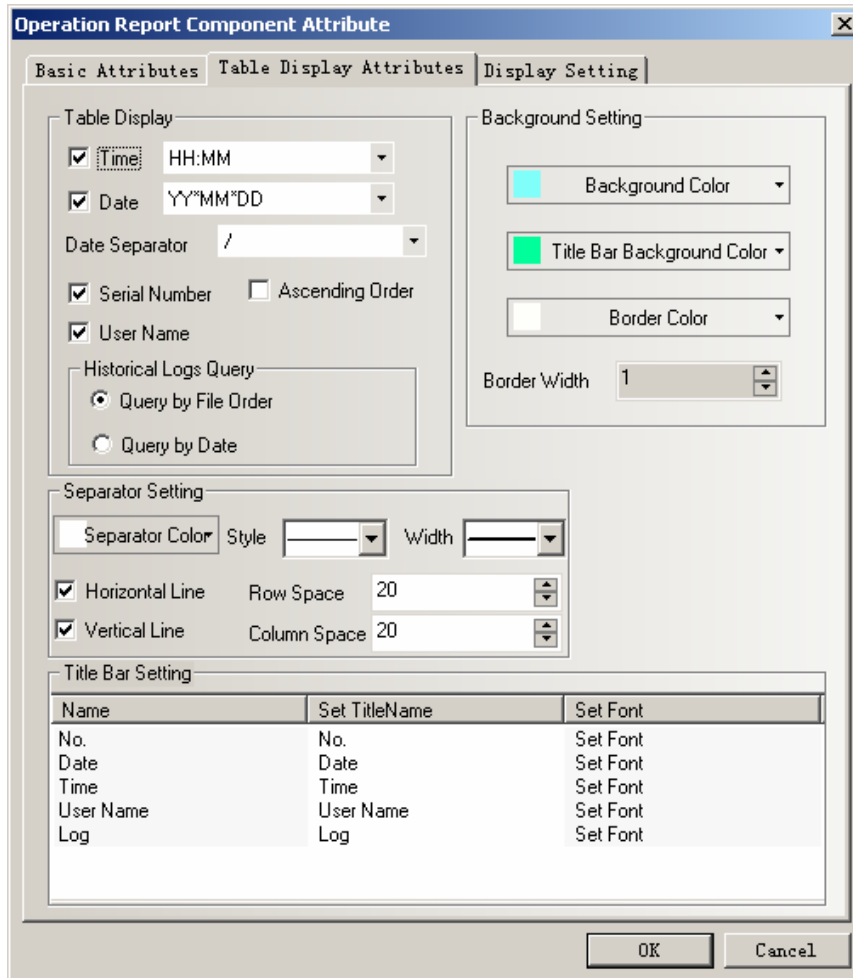 Operation Report Component Attribute
Basic Attributes Table Display Attributes Display Setting
Table Display
Time HH:MM
Date YY*MM*DD
Date Separator /
Serial Number Ascending Order
User Name
Historical Logs Query
Query by File Order
Query by Date
Background Setting
Background Color
Title Bar Background Color
Border Color
Border Width 1
Separator Setting
Separator Color Style Width
Horizontal Line Row Space 20
Vertical Line Column Space 20
Title Bar Setting
Name Set TitleName Set Font
No. No. Set Font
Date Date Set Font
Time Time Set Font
User Name User Name Set Font
Log Log Set Font
OK Cancel